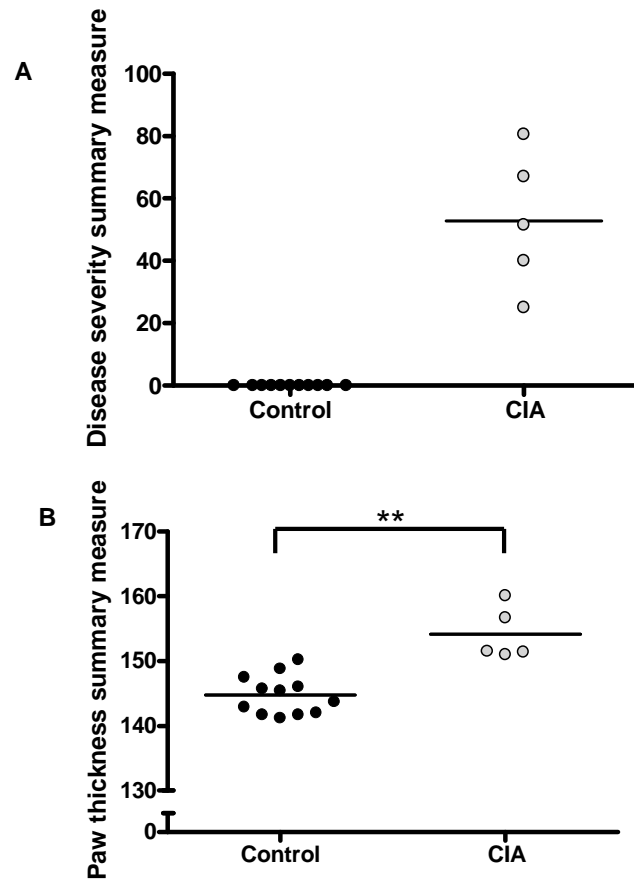 A
Disease severity summary measure
100
80
60
40
20
0
Control CIA
B
Paw thickness summary measure
**
170
160
150
140
130
0
Control CIA